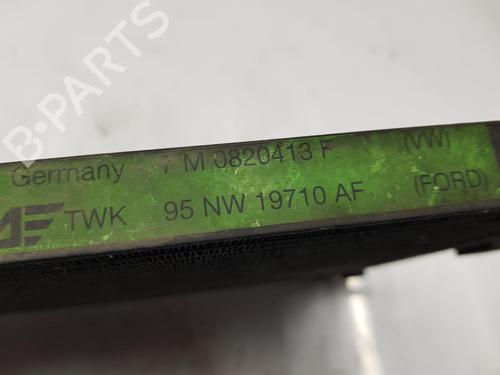 B-PARTS
Germany 7 M 0820413 F (VW)
TWK 95 NW 19710 AF (FORD)